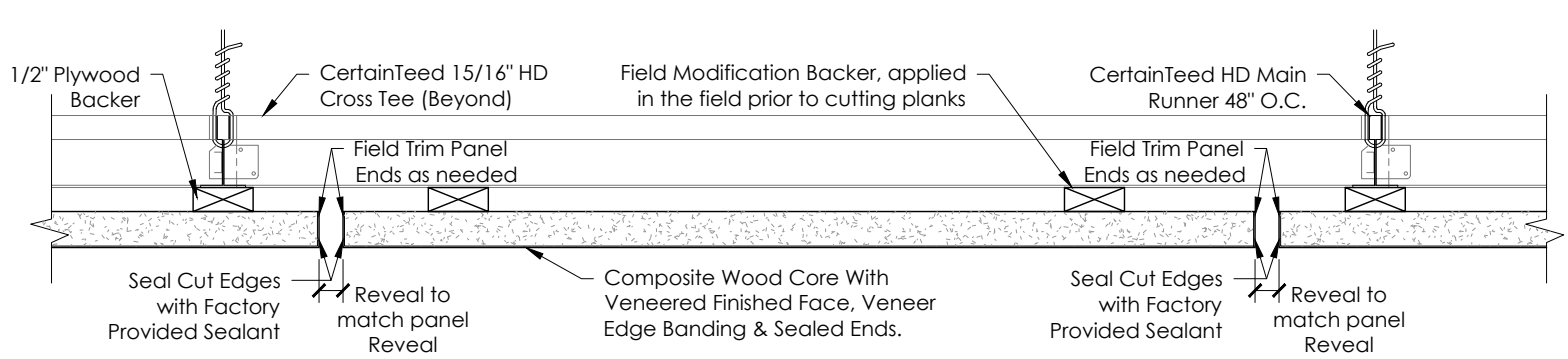 1/2" Plywood
Backer
CertainTeed 15/16" HD
Cross Tee (Beyond)
Field Modification Backer, applied
in the field prior to cutting planks
CertainTeed HD Main
Runner 48" O.C.
Field Trim Panel
Ends as needed
Field Trim Panel
Ends as needed
Seal Cut Edges
with Factory
Provided Sealant
Reveal to
match panel
Reveal
Composite Wood Core With
Veneered Finished Face, Veneer
Edge Banding & Sealed Ends.
Seal Cut Edges
with Factory
Provided Sealant
Reveal to
match panel
Reveal